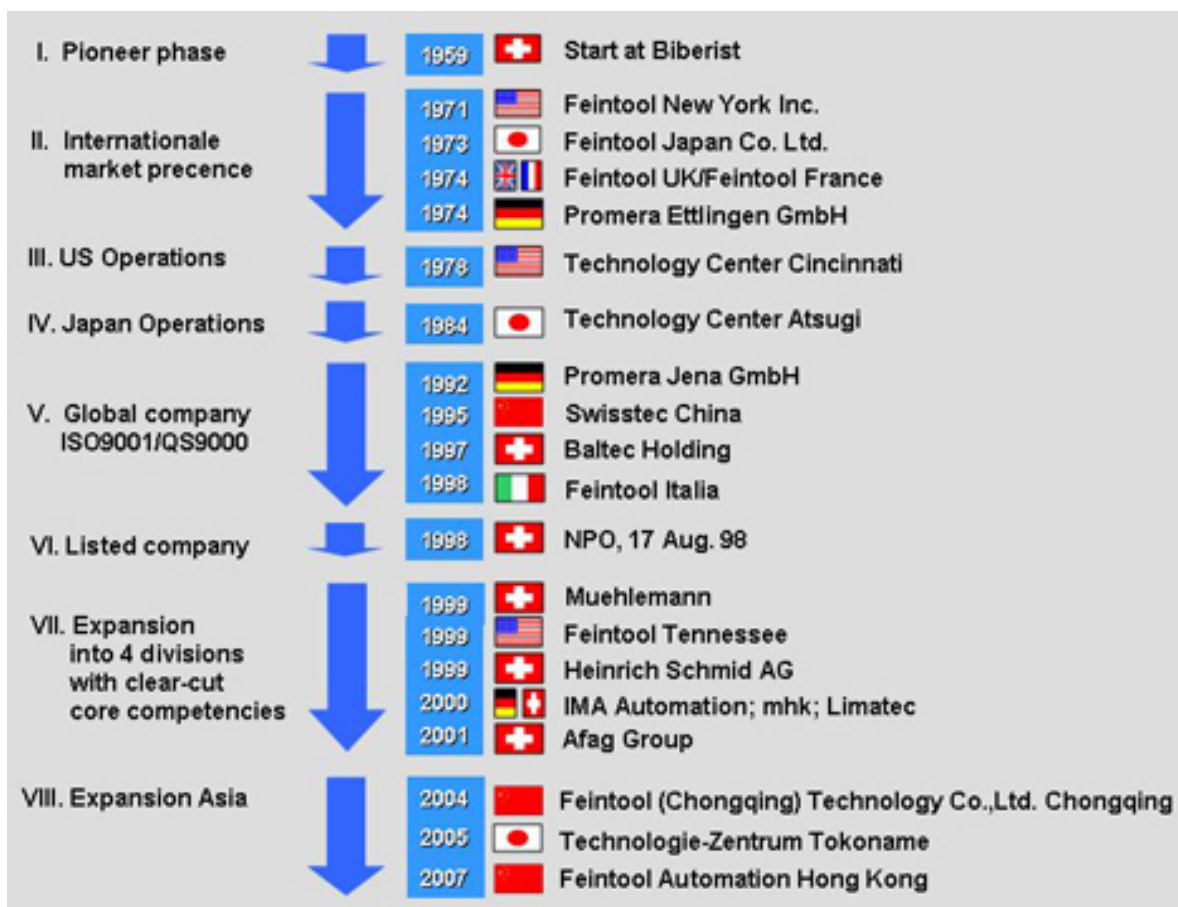 I. Pioneer phase
1959 Start at Biberist
II. Internationale
market precence
1971 Feintool New York Inc.
1973 Feintool Japan Co. Ltd.
1974 Feintool UK/Feintool France
1974 Promera Ettlingen GmbH
III. US Operations
1978 Technology Center Cincinnati
IV. Japan Operations
1984 Technology Center Atsugi
V. Global company
ISO9001/QS9000
1992 Promera Jena GmbH
1995 Swisstec China
1997 Baltec Holding
1998 Feintool Italia
VI. Listed company
1998 NPO, 17 Aug. 98
VII. Expansion
into 4 divisions
with clear-cut
core competencies
1999 Muehlemann
1999 Feintool Tennessee
1999 Heinrich Schmid AG
2000 IMA Automation; mhk; Limatec
2001 Afag Group
VIII. Expansion Asia
2004 Feintool (Chongqing) Technology Co.,Ltd. Chongqing
2005 Technologie-Zentrum Tokoname
2007 Feintool Automation Hong Kong